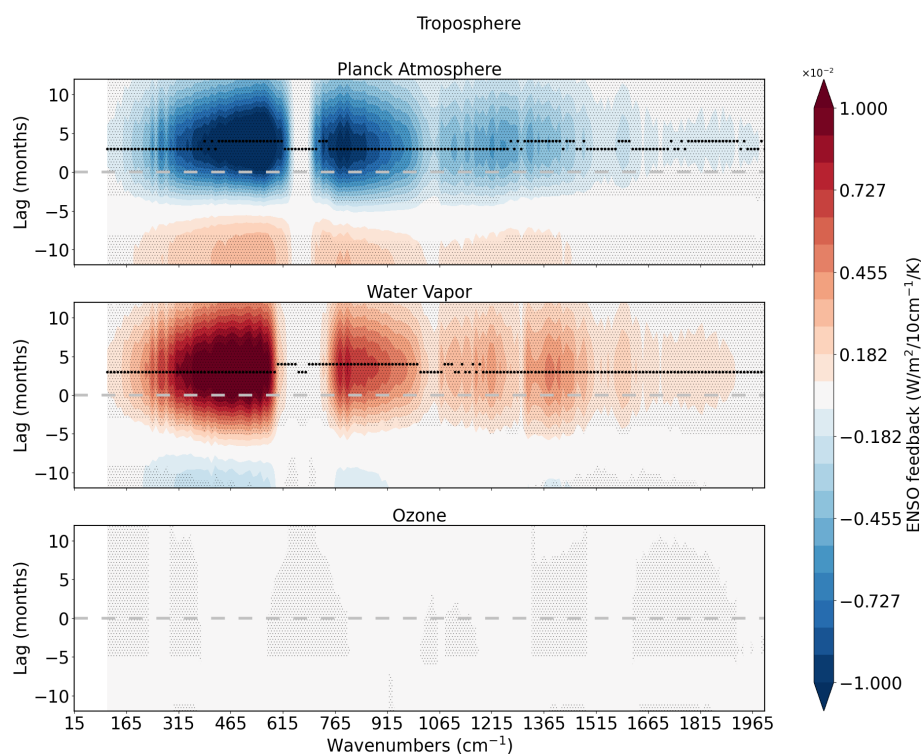 Troposphere
Planck Atmosphere
10
5
0
−5
−10
Lag (months)
Water Vapor
10
5
0
−5
−10
Lag (months)
Ozone
10
5
0
−5
−10
Lag (months)
15 165 315 465 615 765 915 1065 1215 1365 1515 1665 1815 1965
Wavenumbers (cm⁻¹)
×10⁻²
1.000
0.727
0.455
0.182
−0.182
−0.455
−0.727
−1.000
ENSO feedback (W/m²/10cm⁻¹/K)